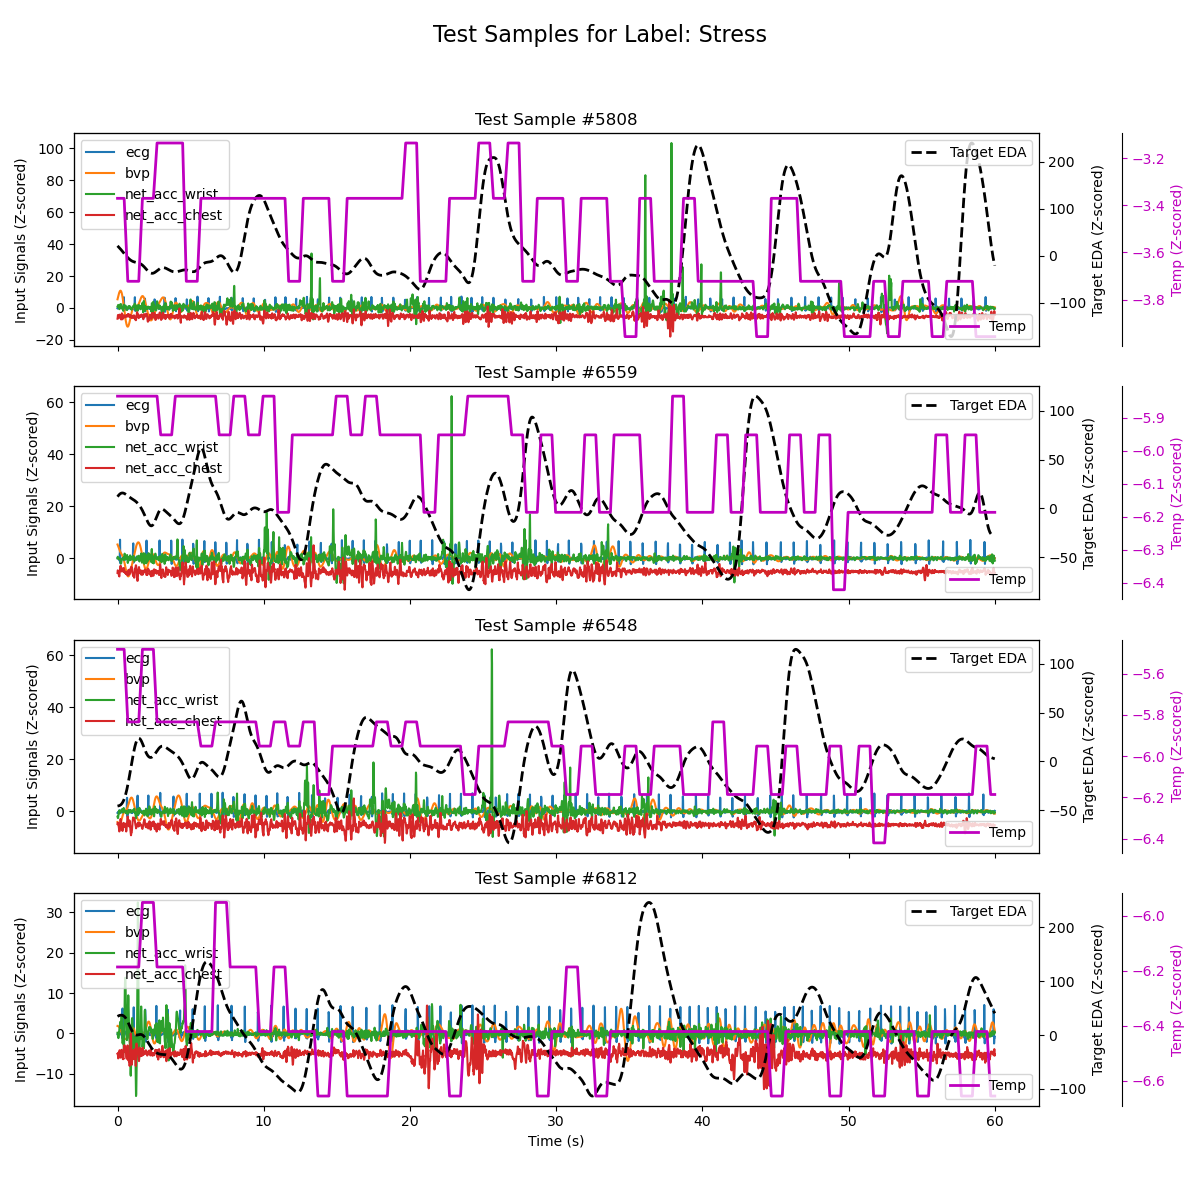 Test Samples for Label: Stress
Test Sample #5808
Input Signals (Z-scored)
100
80
60
40
20
0
−20
ecg
bvp
net_acc_wrist
net_acc_chest
Target EDA
Temp
200
100
0
−100
Target EDA (Z-scored)
−3.2
−3.4
−3.6
−3.8
Temp (Z-scored)
Test Sample #6559
Input Signals (Z-scored)
60
40
20
0
ecg
bvp
net_acc_wrist
net_acc_chest
Target EDA
Temp
100
50
0
−50
Target EDA (Z-scored)
−5.9
−6.0
−6.1
−6.2
−6.3
−6.4
Temp (Z-scored)
Test Sample #6548
Input Signals (Z-scored)
60
40
20
0
ecg
bvp
net_acc_wrist
net_acc_chest
Target EDA
Temp
100
50
0
−50
Target EDA (Z-scored)
−5.6
−5.8
−6.0
−6.2
−6.4
Temp (Z-scored)
Test Sample #6812
Input Signals (Z-scored)
30
20
10
0
−10
ecg
bvp
net_acc_wrist
net_acc_chest
Target EDA
Temp
200
100
0
−100
Target EDA (Z-scored)
−6.0
−6.2
−6.4
−6.6
Temp (Z-scored)
0
10
20
30
40
50
60
Time (s)